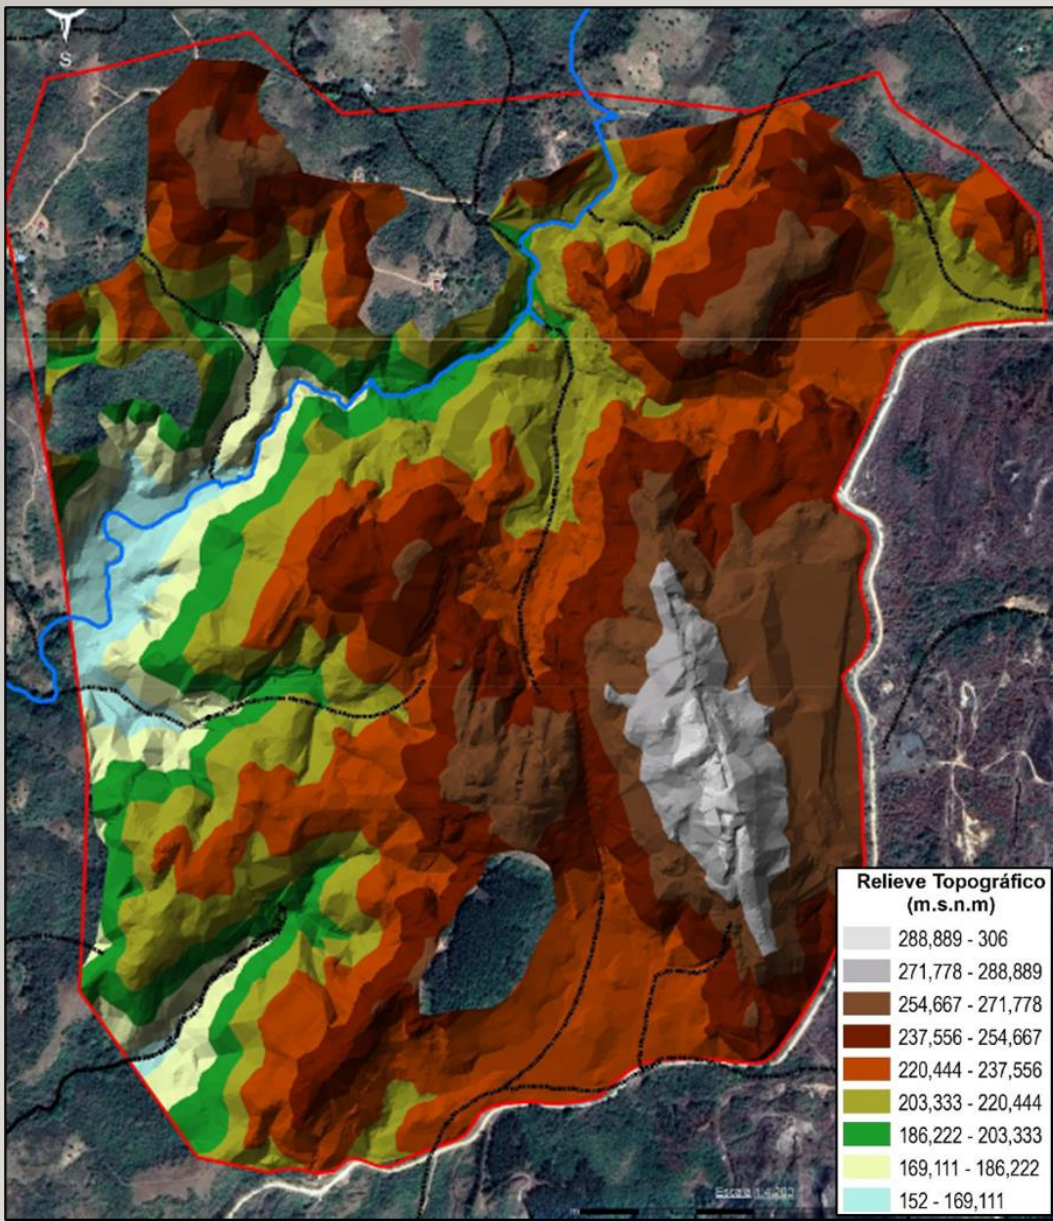 S
Relieve Topográfico
(m.s.n.m)
288,889 - 306
271,778 - 288,889
254,667 - 271,778
237,556 - 254,667
220,444 - 237,556
203,333 - 220,444
186,222 - 203,333
169,111 - 186,222
152 - 169,111
Escala
m